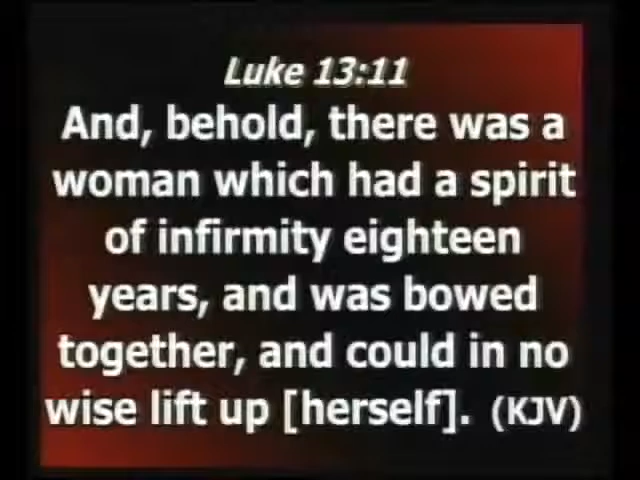 Luke 13:11
And, behold, there was a
woman which had a spirit
of infirmity eighteen
years, and was bowed
together, and could in no
wise lift up [herself]. (KJV)